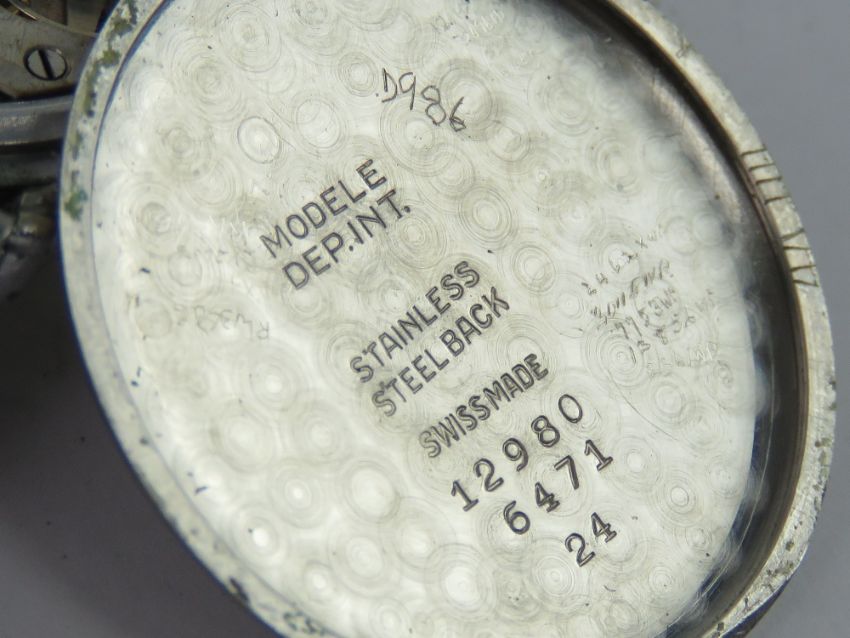 D986
MODELE
DEP. INT.
STAINLESS
STEEL BACK
SWISS MADE
12980
6471
24